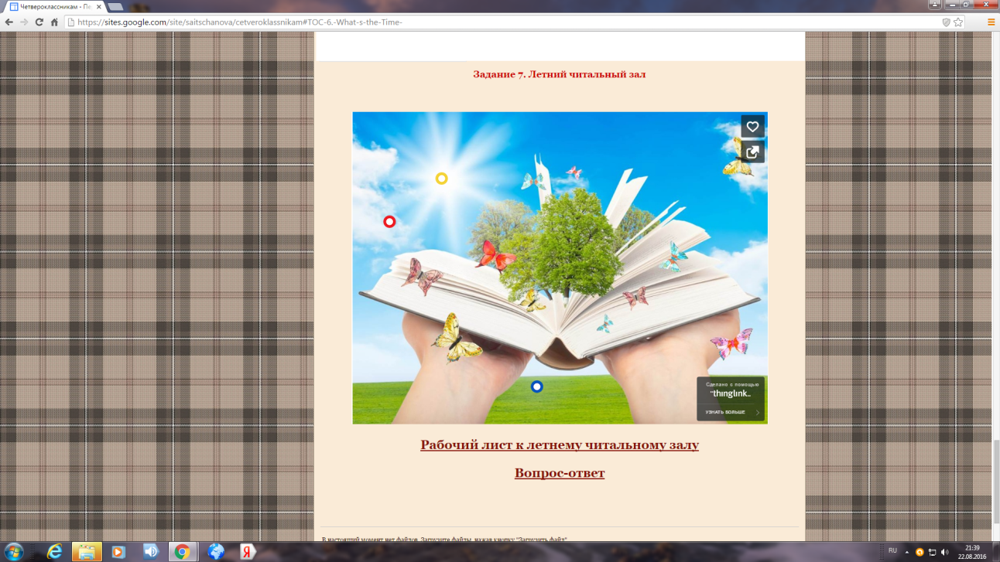 Четвероклассникам - Пе
https://sites.google.com/site/saitschanova/cetveroklassnikam#TOC-6.-What-s-the-Time-
Задание 7. Летний читальный зал
Сделано с помощью
thinglink..
УЗНАТЬ БОЛЬШЕ
Рабочий лист к летнему читальному залу
Вопрос-ответ
В настоящий момент нет файлов. Загрузите файлы, нажав кнопку "Загрузить файл".
RU
21:39
22.08.2016